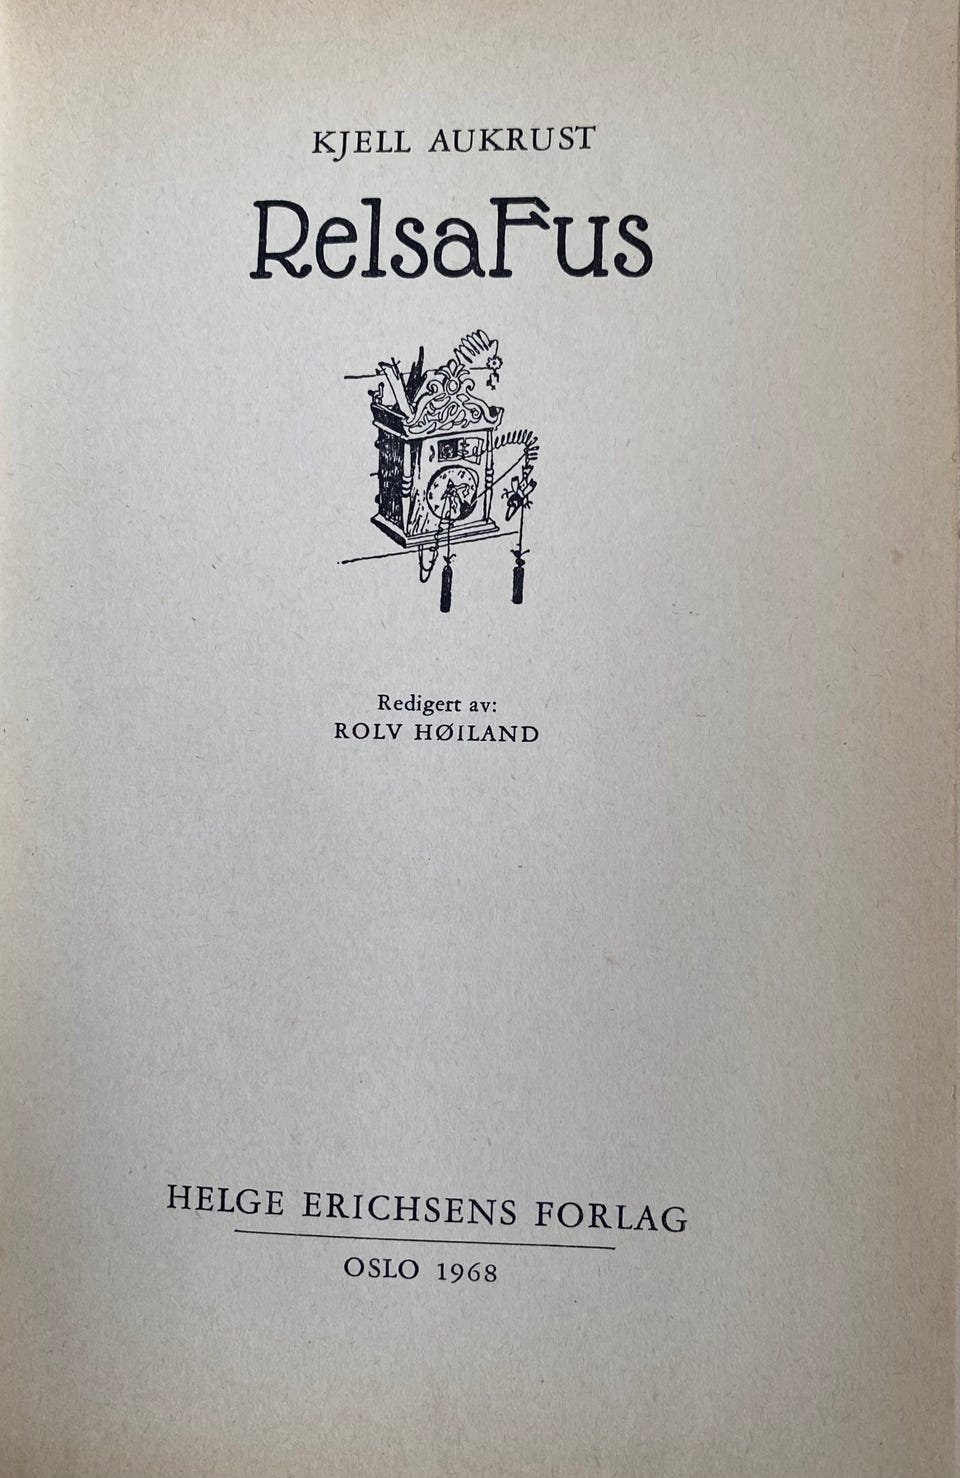 KJELL AUKRUST
RelsaFus
Redigert av:
ROLV HØILAND
HELGE ERICHSENS FORLAG
OSLO 1968